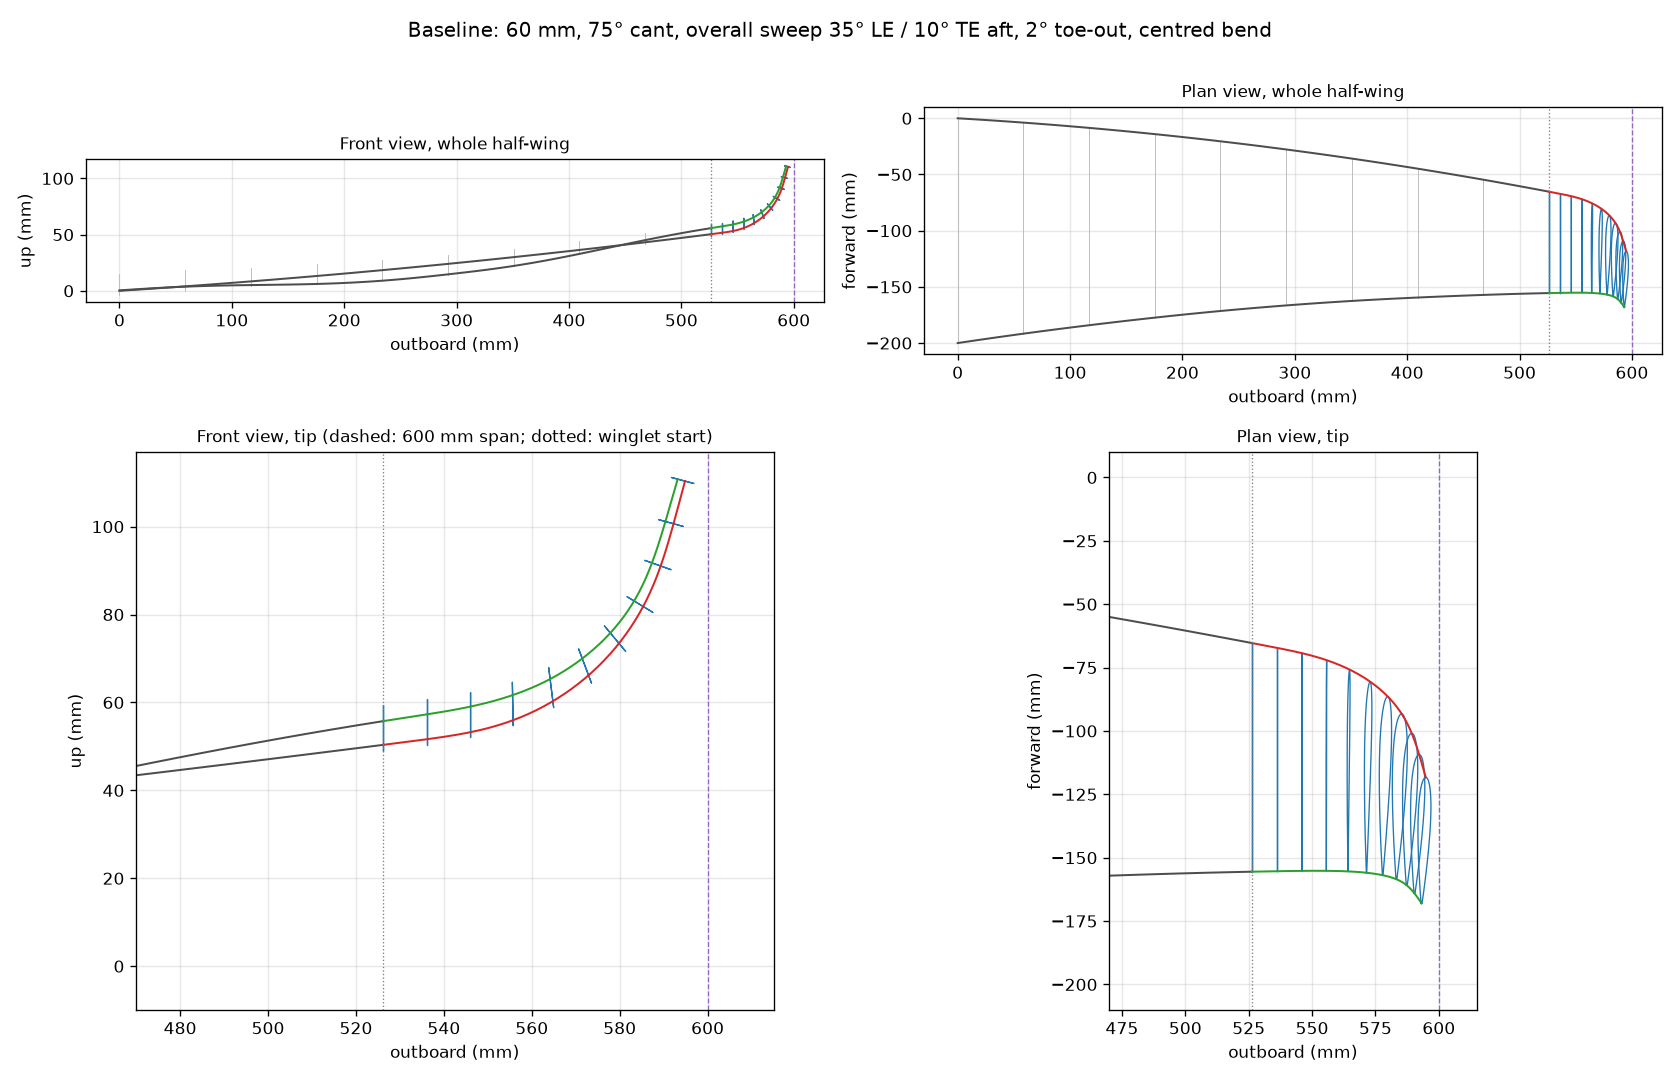 Baseline: 60 mm, 75° cant, overall sweep 35° LE / 10° TE aft, 2° toe-out, centred bend
Front view, whole half-wing
up (mm)
100
50
0
0 100 200 300 400 500 600
outboard (mm)
Plan view, whole half-wing
forward (mm)
0
−50
−100
−150
−200
0 100 200 300 400 500 600
outboard (mm)
Front view, tip (dashed: 600 mm span; dotted: winglet start)
up (mm)
100
80
60
40
20
0
480 500 520 540 560 580 600
outboard (mm)
Plan view, tip
forward (mm)
0
−25
−50
−75
−100
−125
−150
−175
−200
475 500 525 550 575 600
outboard (mm)